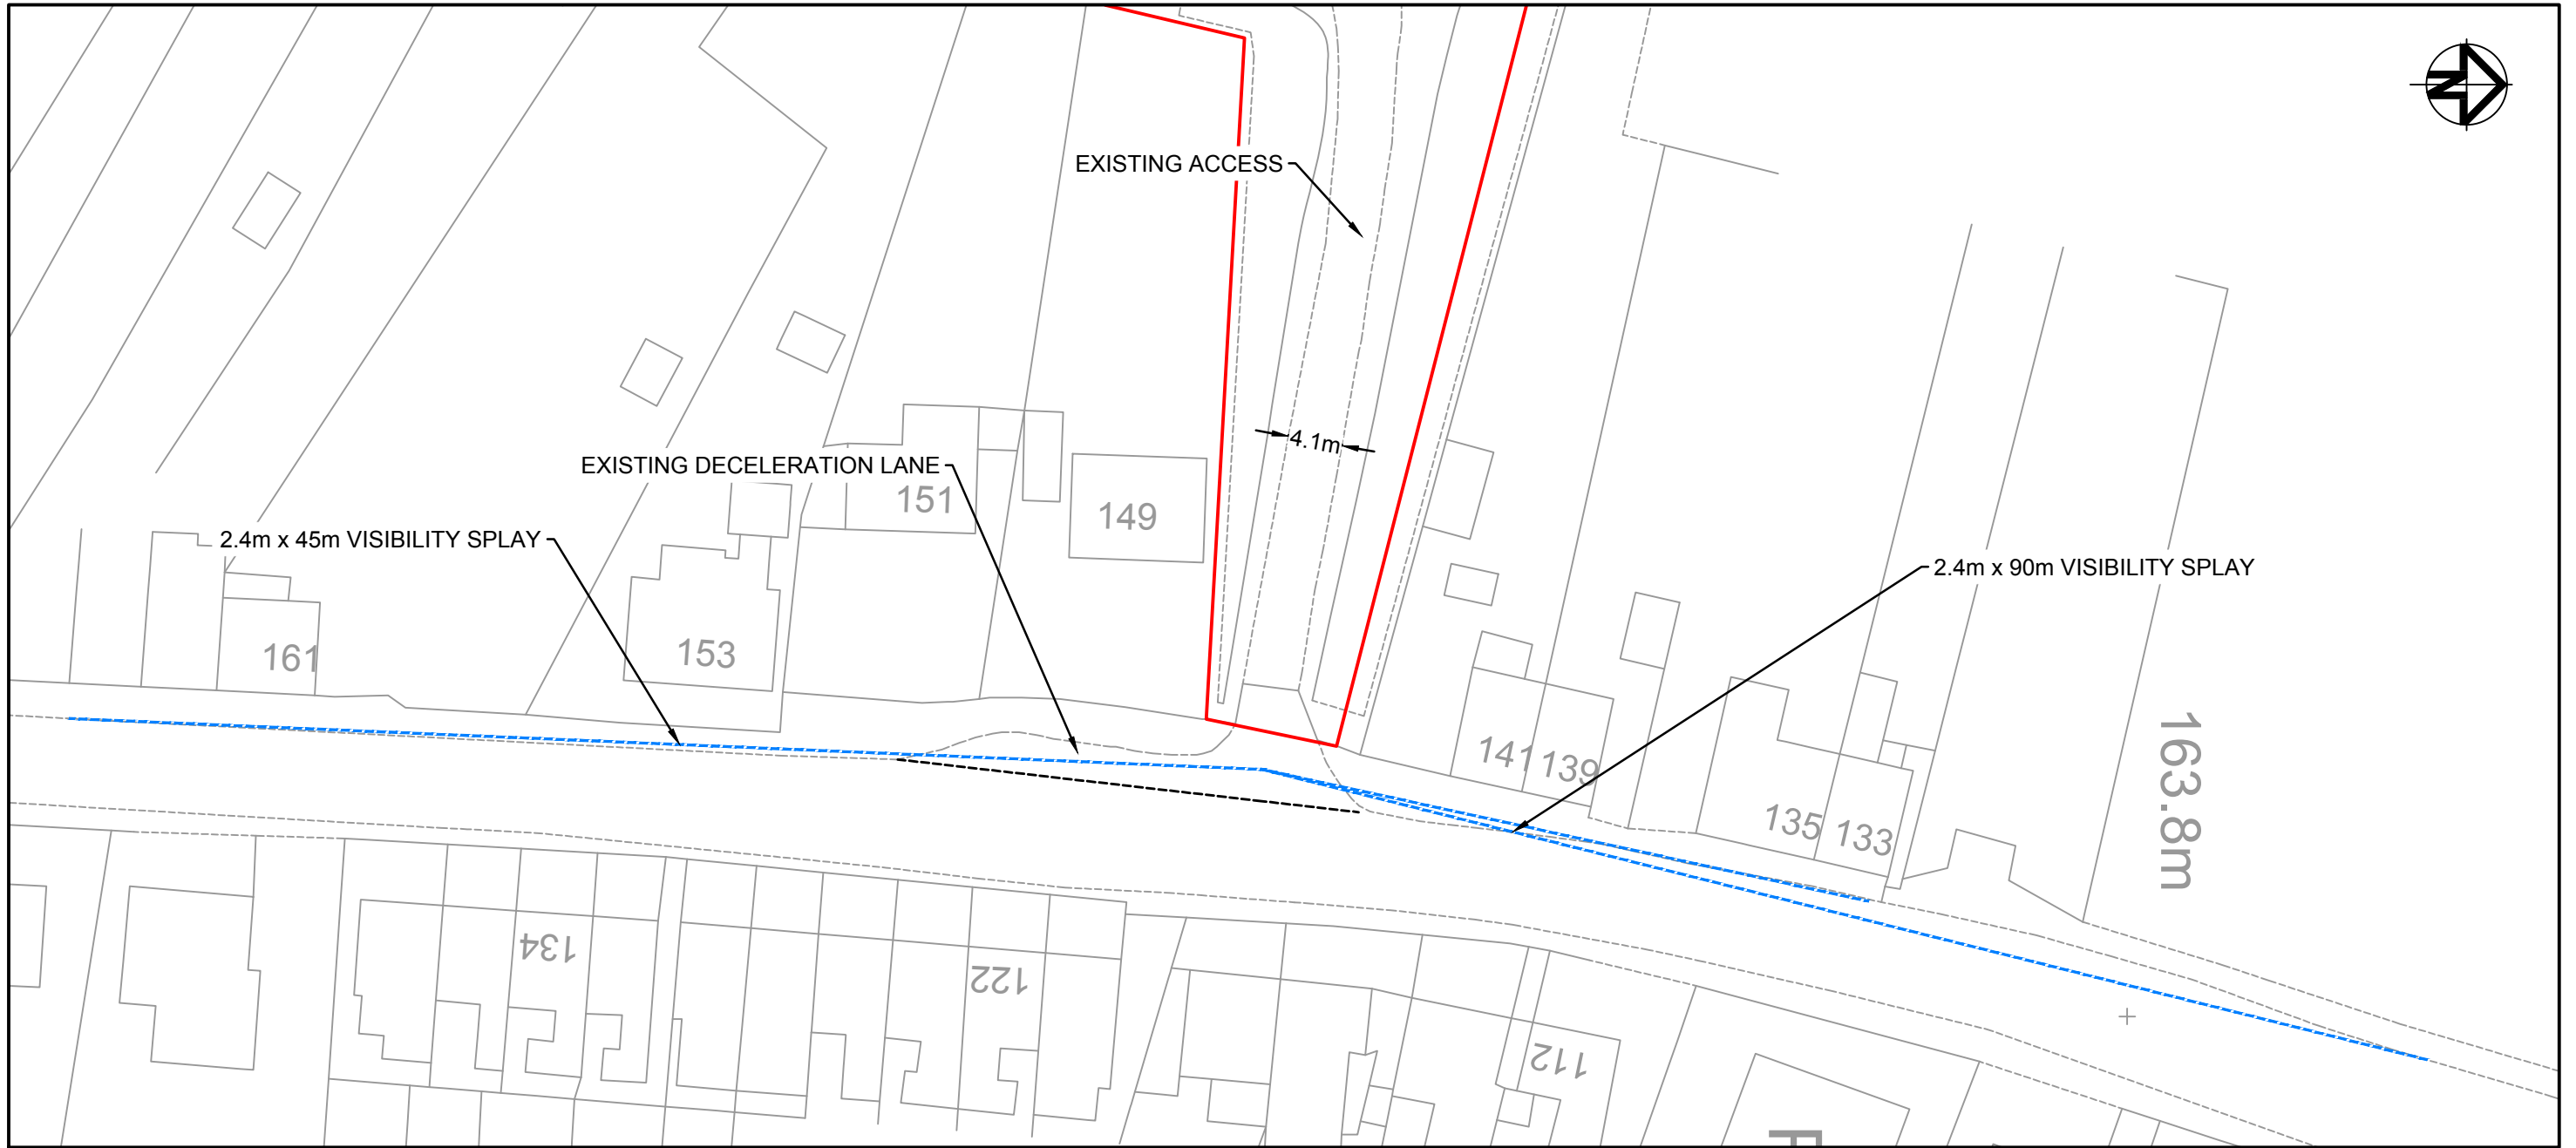 N
EXISTING ACCESS
4.1m
EXISTING DECELERATION LANE
151
149
2.4m x 45m VISIBILITY SPLAY
2.4m x 90m VISIBILITY SPLAY
161
153
141
139
135
133
163.8m
134
122
112